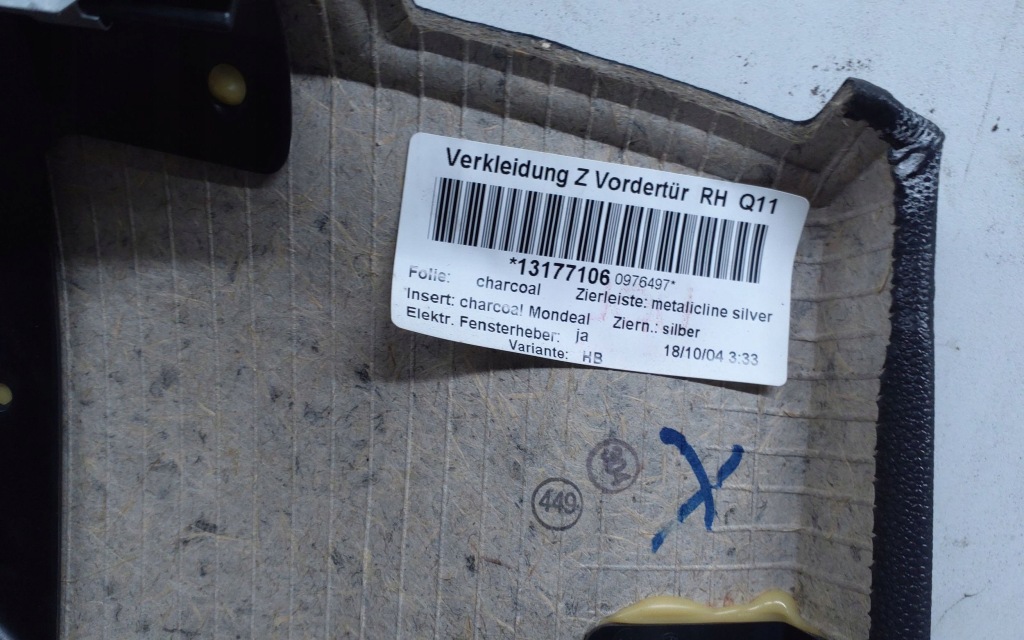 Verkleidung Z Vordertür RH Q11
*13177106 0976497*
Folie: charcoal Zierleiste: metalicline silver
Insert: charcoal Mondeal Ziern.: silber
Elektr. Fensterheber: ja
Variante: HB 18/10/04 3:33
449